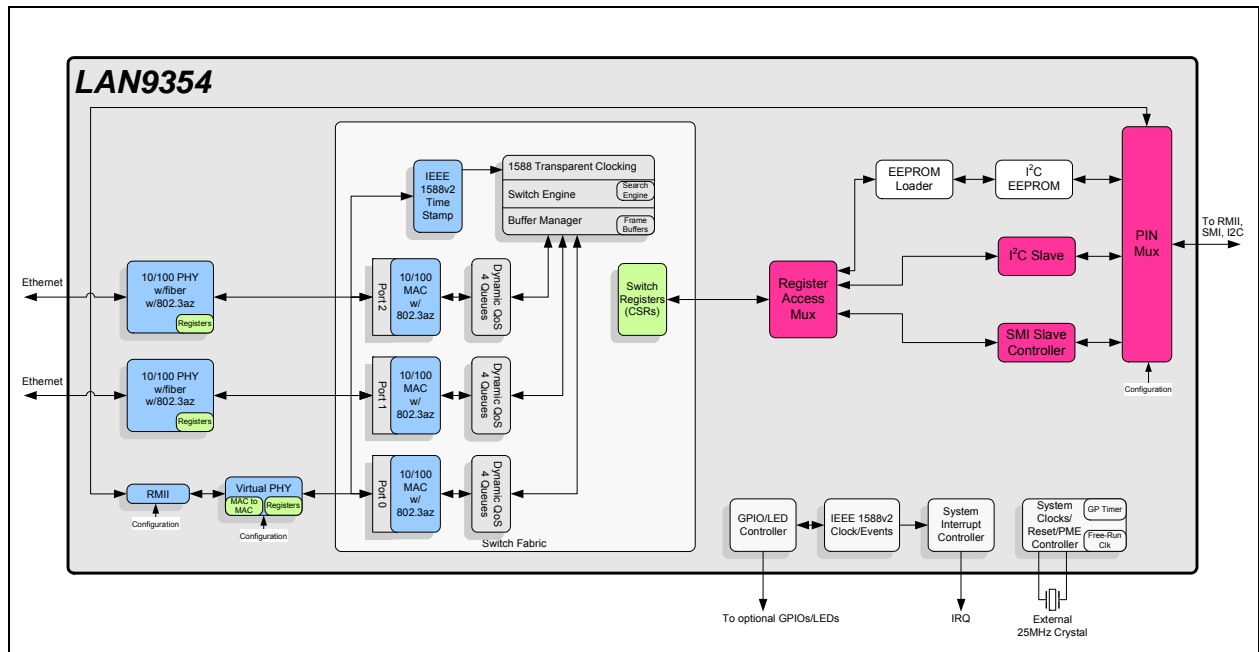 LAN9354
IEEE
1588v2
Time
Stamp
1588 Transparent Clocking
Switch Engine
Search
Engine
Buffer Manager
Frame
Buffers
EEPROM
Loader
I²C
EEPROM
PIN
Mux
To RMII,
SMI, I2C
I²C Slave
Register
Access
Mux
SMI Slave
Controller
Configuration
Switch
Registers
(CSRs)
Ethernet
10/100 PHY
w/fiber
w/802.3az
Registers
Port 2
10/100
MAC
w/
802.3az
Dynamic QoS
4 Queues
Ethernet
10/100 PHY
w/fiber
w/802.3az
Registers
Port 1
10/100
MAC
w/
802.3az
Dynamic QoS
4 Queues
RMII
Configuration
Virtual PHY
MAC to
MAC
Registers
Configuration
Port 0
10/100
MAC
w/
802.3az
Dynamic QoS
4 Queues
Switch Fabric
GPIO/LED
Controller
IEEE 1588v2
Clock/Events
System
Interrupt
Controller
System
Clocks/
Reset/PME
Controller
GP Timer
Free-Run
Clk
To optional GPIOs/LEDs
IRQ
External
25MHz Crystal